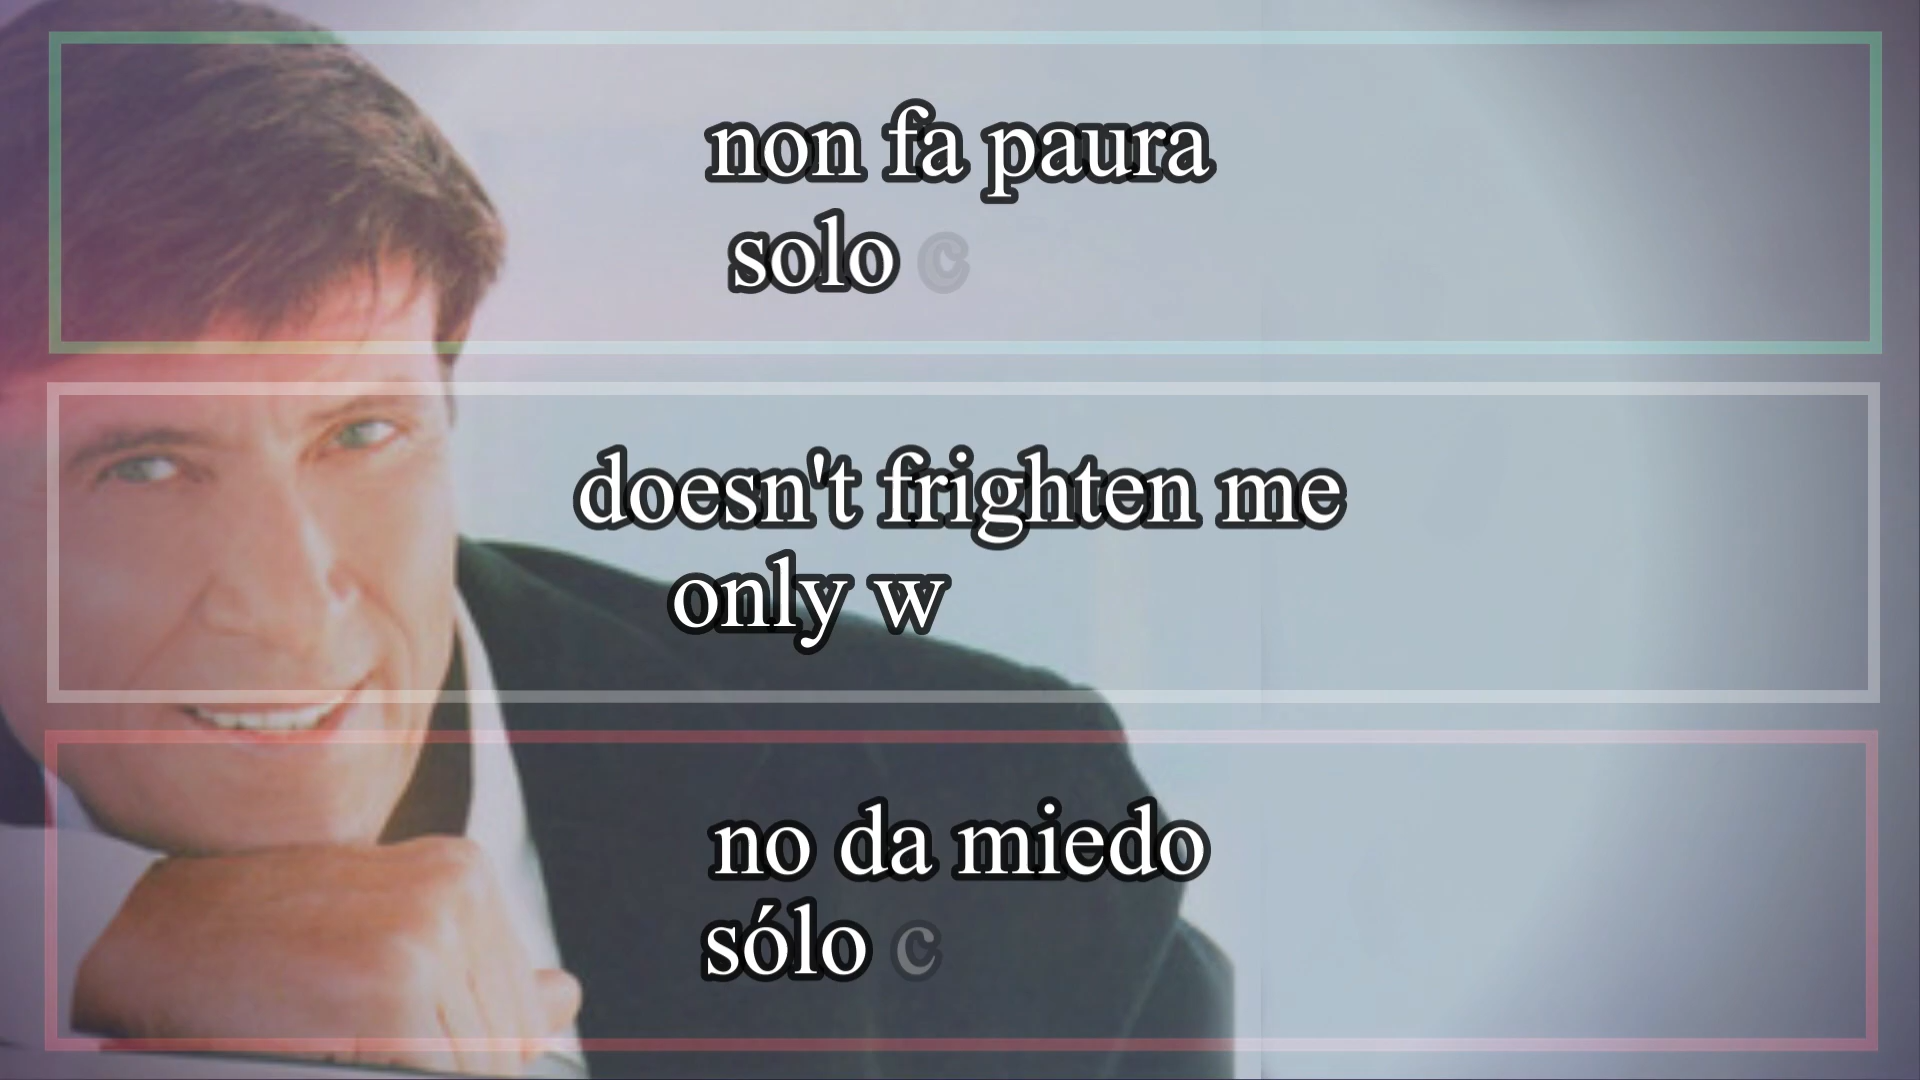 non fa paura
solo c
doesn't frighten me
only w
no da miedo
sólo c